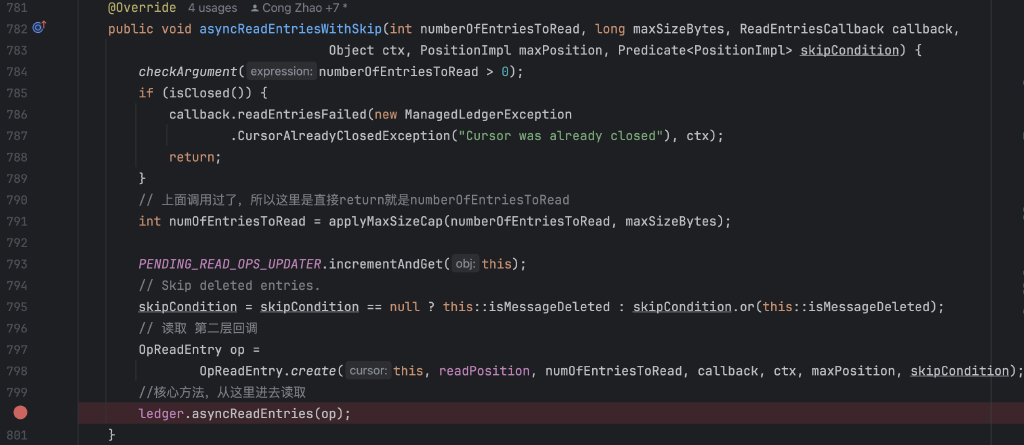 781 @Override 4 usages Cong Zhao +7 *
782 public void asyncReadEntriesWithSkip(int numberOfEntriesToRead, long maxSizeBytes, ReadEntriesCallback callback,
783 Object ctx, PositionImpl maxPosition, Predicate<PositionImpl> skipCondition) {
784 checkArgument( expression: numberOfEntriesToRead > 0);
785 if (isClosed()) {
786 callback.readEntriesFailed(new ManagedLedgerException
787 .CursorAlreadyClosedException("Cursor was already closed"), ctx);
788 return;
789 }
790 // 上面调用过了，所以这里是直接return就是numberOfEntriesToRead
791 int numOfEntriesToRead = applyMaxSizeCap(numberOfEntriesToRead, maxSizeBytes);
792
793 PENDING_READ_OPS_UPDATER.incrementAndGet( obj: this);
794 // Skip deleted entries.
795 skipCondition = skipCondition == null ? this::isMessageDeleted : skipCondition.or(this::isMessageDeleted);
796 // 读取 第二层回调
797 OpReadEntry op =
798 OpReadEntry.create( cursor: this, readPosition, numOfEntriesToRead, callback, ctx, maxPosition, skipCondition);
799 //核心方法，从这里进去读取
ledger.asyncReadEntries(op);
801 }